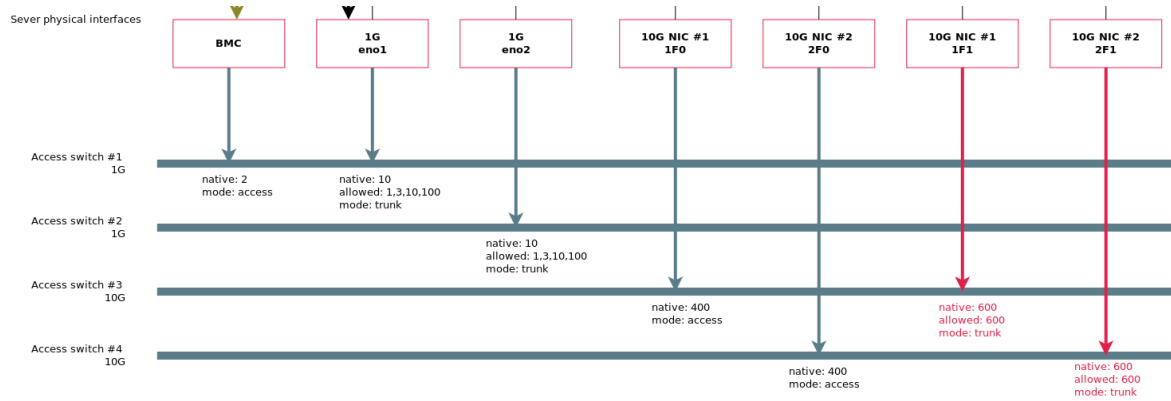 Sever physical interfaces
BMC
1G
eno1
1G
eno2
10G NIC #1
1F0
10G NIC #2
2F0
10G NIC #1
1F1
10G NIC #2
2F1
Access switch #1
1G
native: 2
mode: access
native: 10
allowed: 1,3,10,100
mode: trunk
Access switch #2
1G
native: 10
allowed: 1,3,10,100
mode: trunk
Access switch #3
10G
native: 400
mode: access
native: 600
allowed: 600
mode: trunk
Access switch #4
10G
native: 400
mode: access
native: 600
allowed: 600
mode: trunk